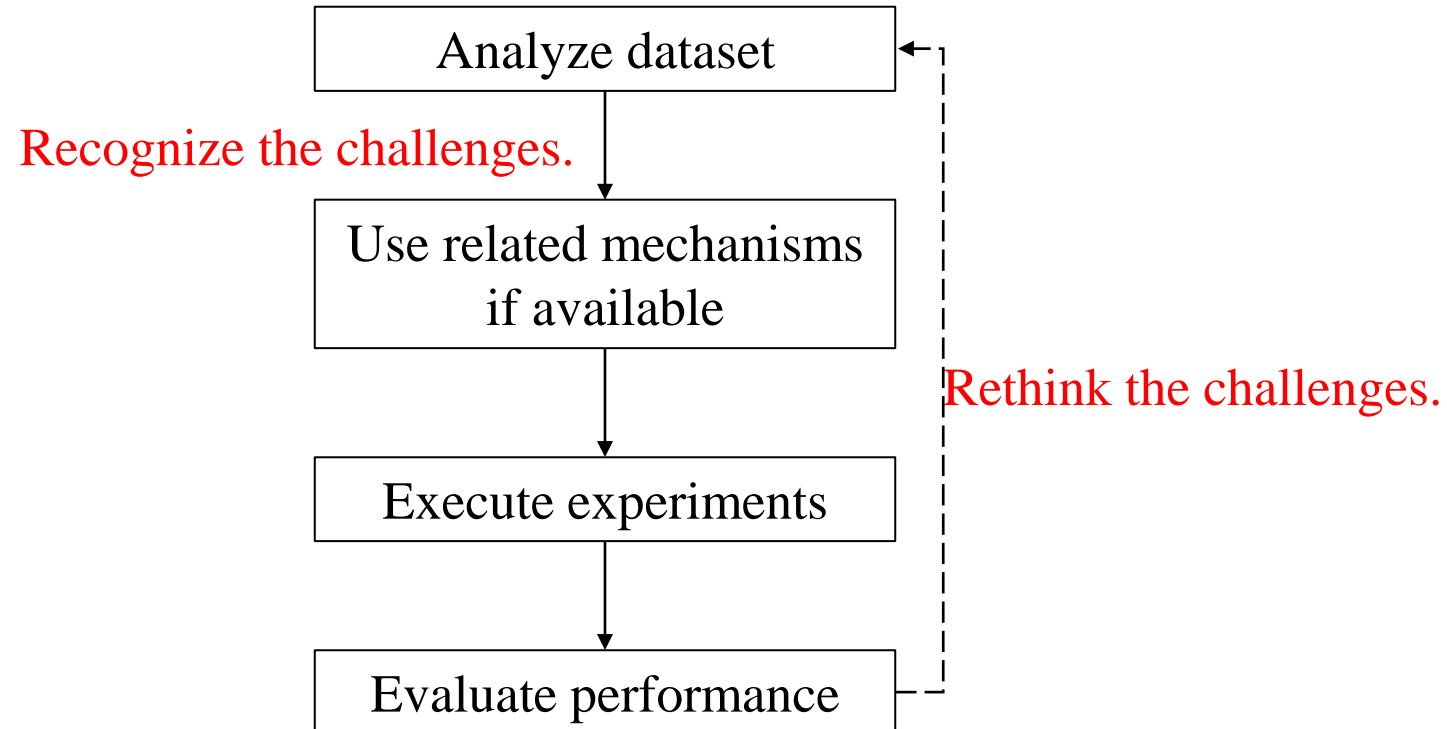 Analyze dataset
Recognize the challenges.
Use related mechanisms
if available
Rethink the challenges.
Execute experiments
Evaluate performance